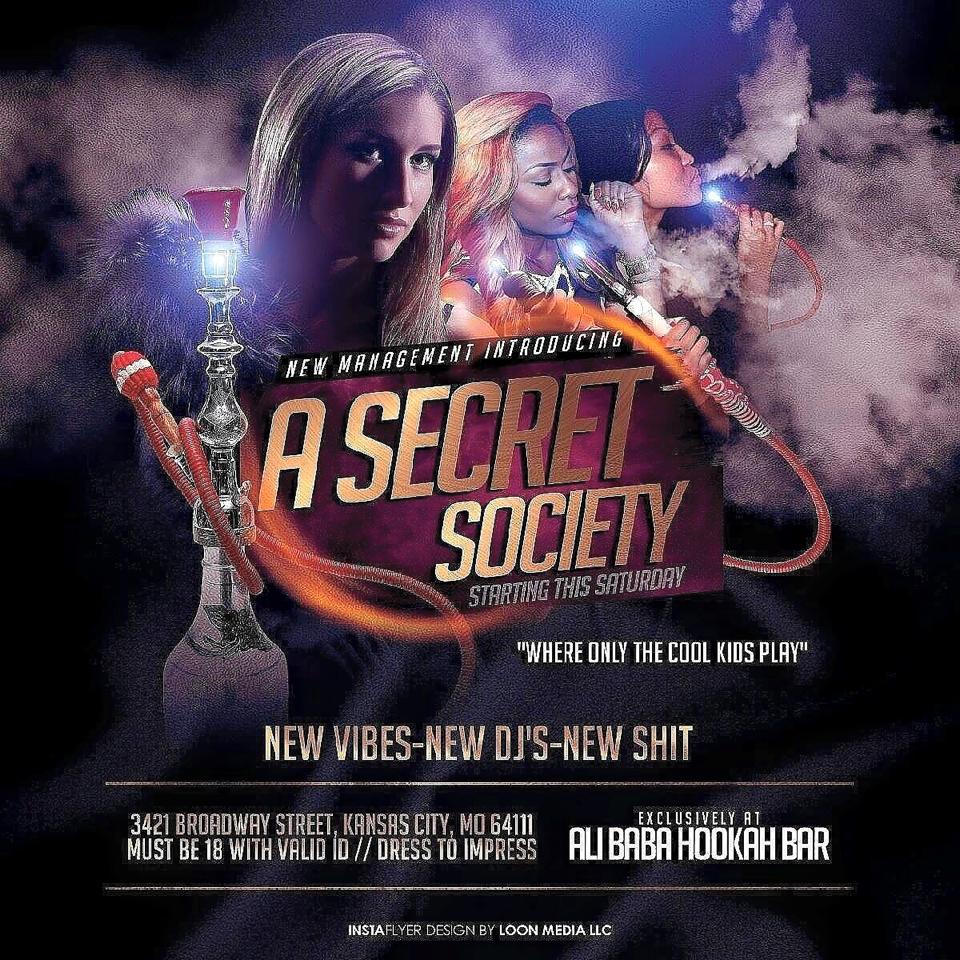 NEW MANAGEMENT INTRODUCING
A SECRET
SOCIETY
STARTING THIS SATURDAY
"WHERE ONLY THE COOL KIDS PLAY"
NEW VIBES-NEW DJ'S-NEW SHIT
3421 BROADWAY STREET, KANSAS CITY, MO 64111
MUST BE 18 WITH VALID ID // DRESS TO IMPRESS
EXCLUSIVELY AT
ALI BABA HOOKAH BAR
INSTAFLYER DESIGN BY LOON MEDIA LLC